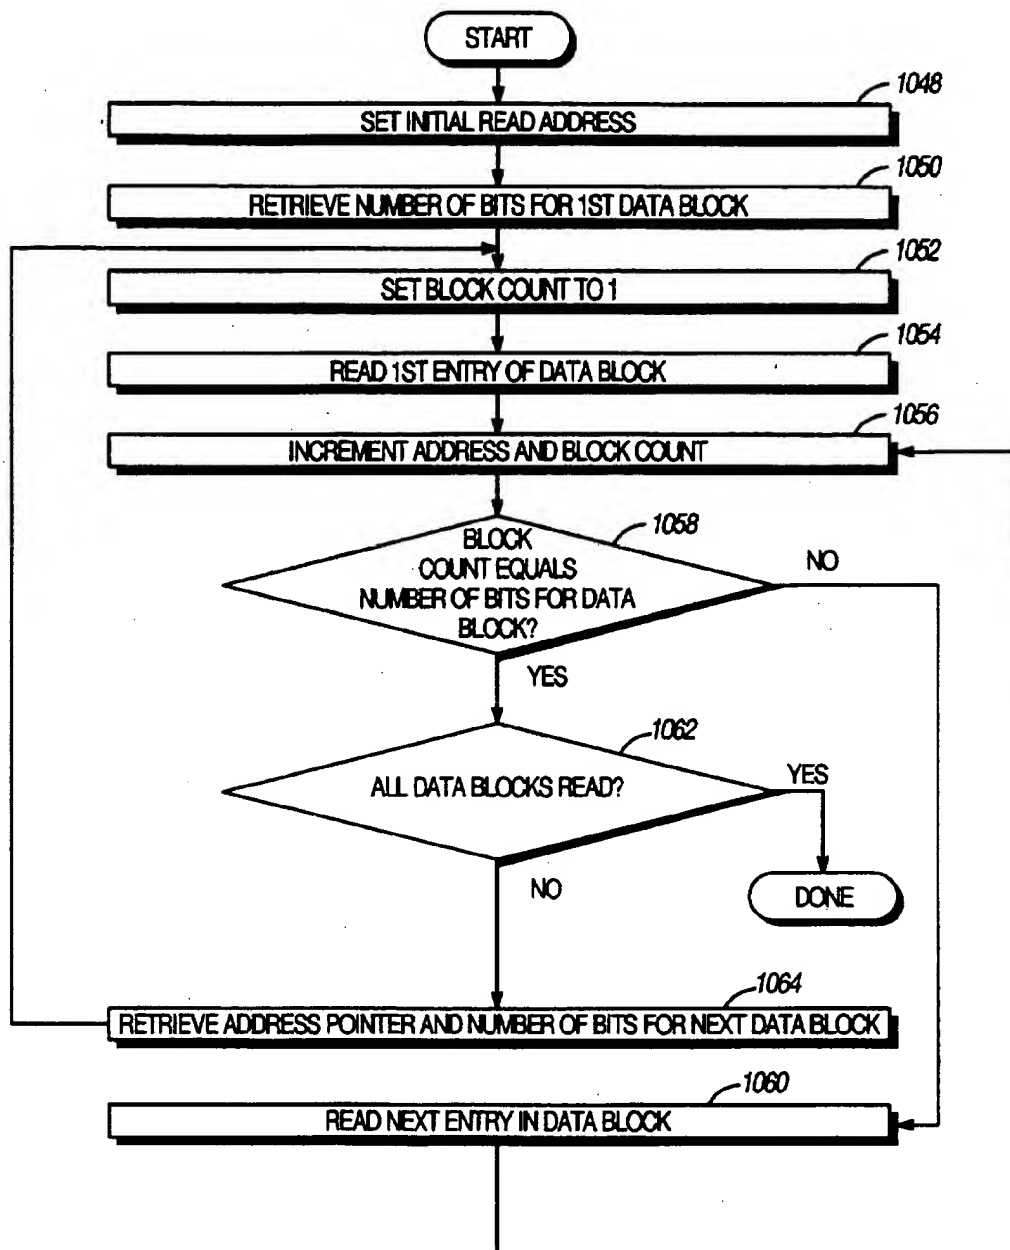 START
1048
SET INITIAL READ ADDRESS
1050
RETRIEVE NUMBER OF BITS FOR 1ST DATA BLOCK
1052
SET BLOCK COUNT TO 1
1054
READ 1ST ENTRY OF DATA BLOCK
1056
INCREMENT ADDRESS AND BLOCK COUNT
1058
BLOCK
COUNT EQUALS
NUMBER OF BITS FOR DATA
BLOCK?
NO
YES
1062
ALL DATA BLOCKS READ?
YES
NO
DONE
1064
RETRIEVE ADDRESS POINTER AND NUMBER OF BITS FOR NEXT DATA BLOCK
1060
READ NEXT ENTRY IN DATA BLOCK